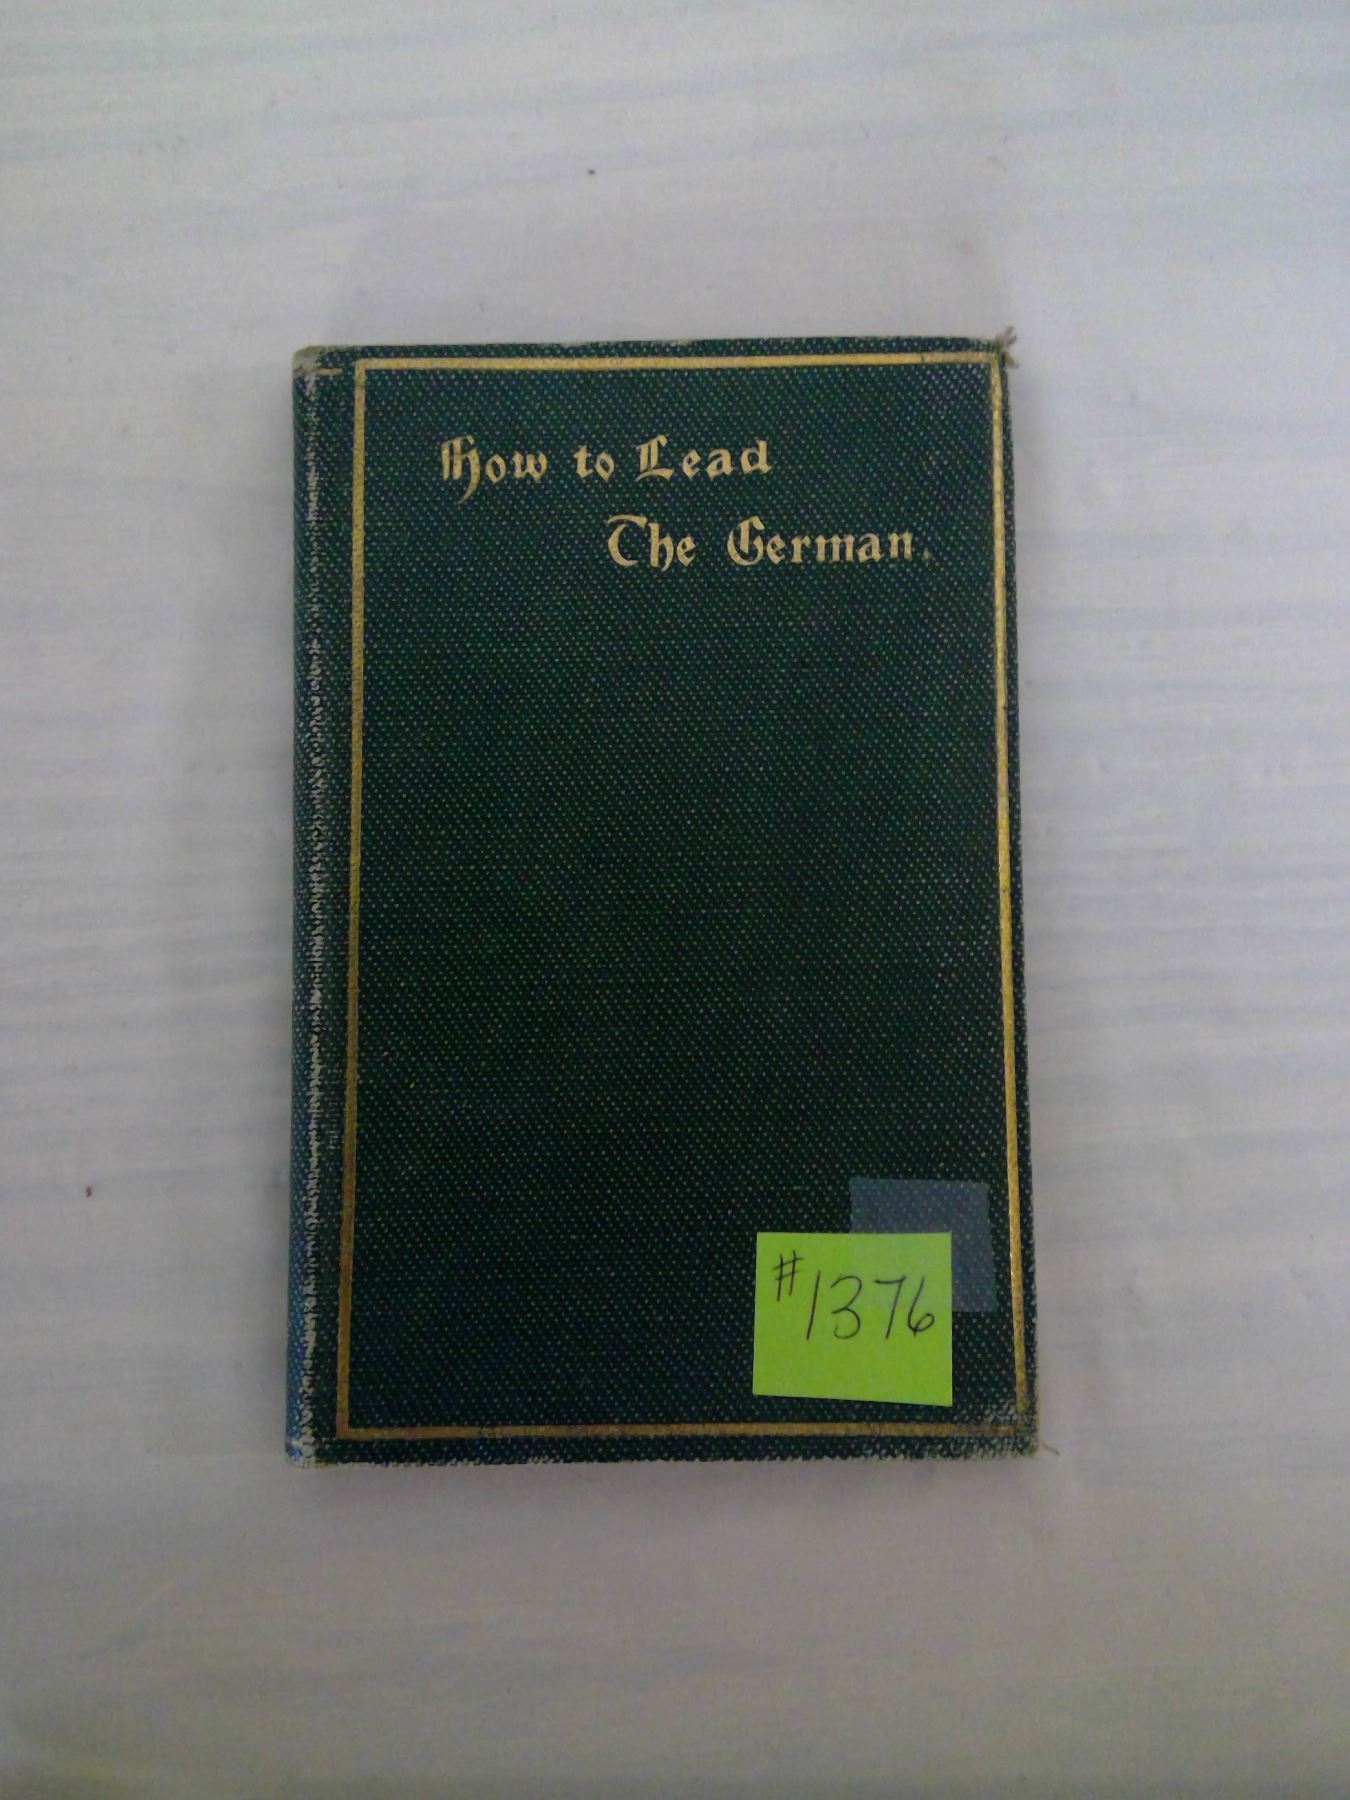 How to Lead
The German.
#1376